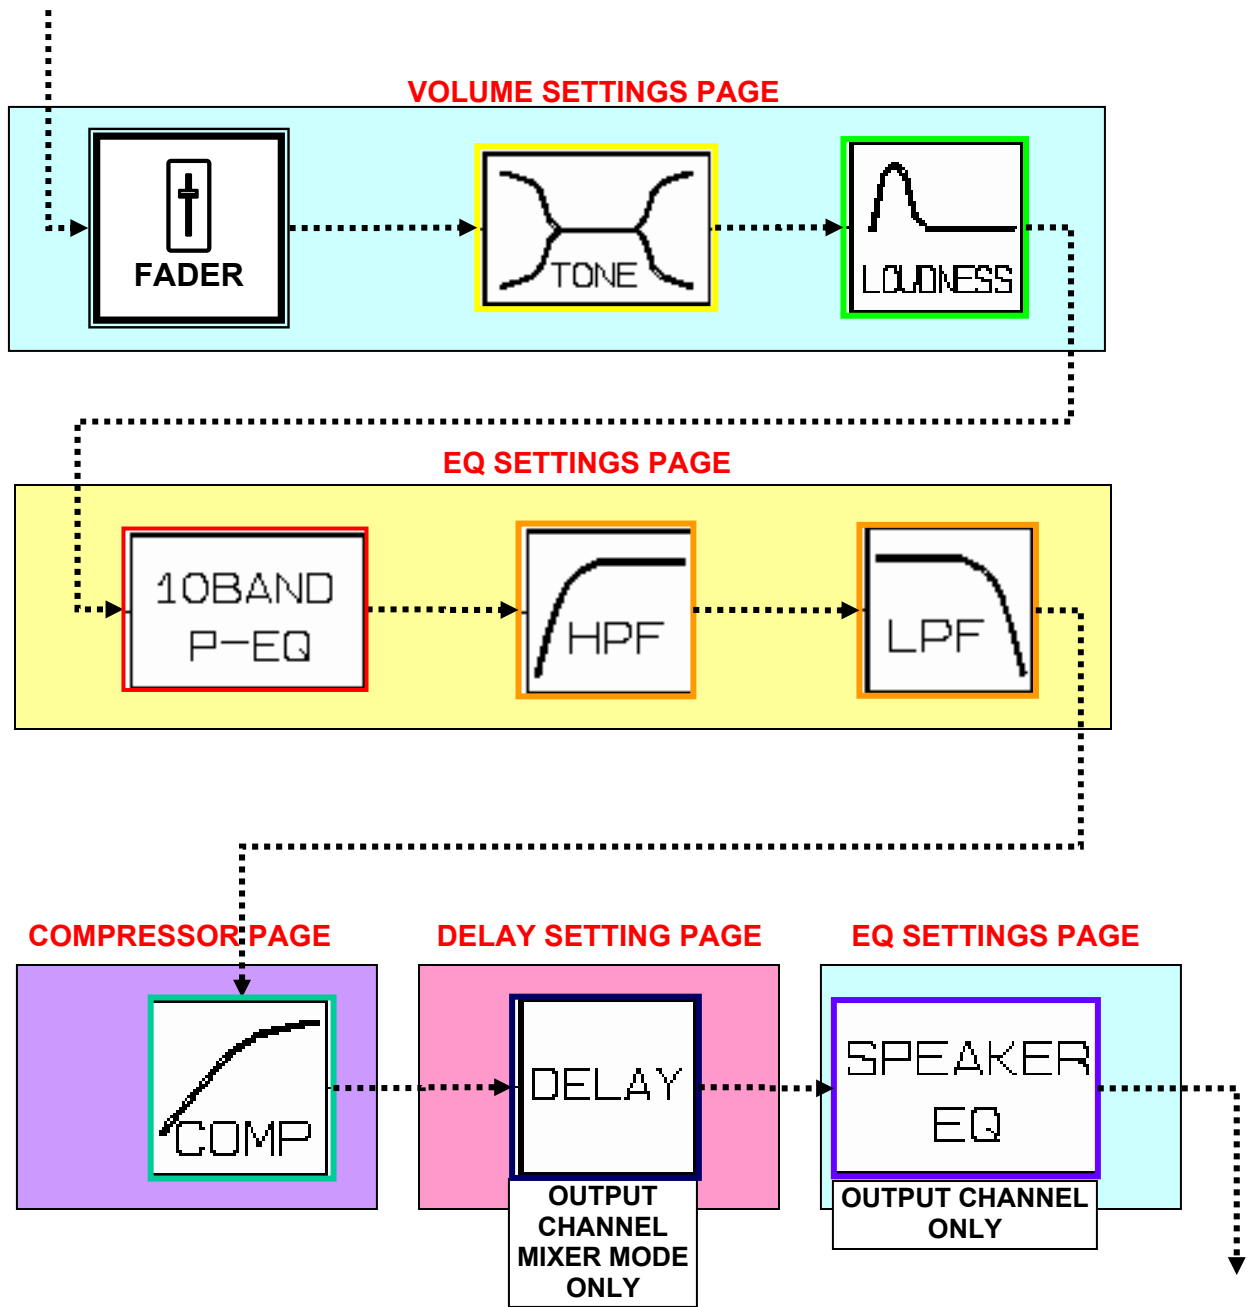 VOLUME SETTINGS PAGE
FADER
TONE
LOUDNESS
EQ SETTINGS PAGE
10BAND
P-EQ
HPF
LPF
COMPRESSOR PAGE
DELAY SETTING PAGE
EQ SETTINGS PAGE
COMP
DELAY
SPEAKER
EQ
OUTPUT
CHANNEL
MIXER MODE
ONLY
OUTPUT CHANNEL
ONLY